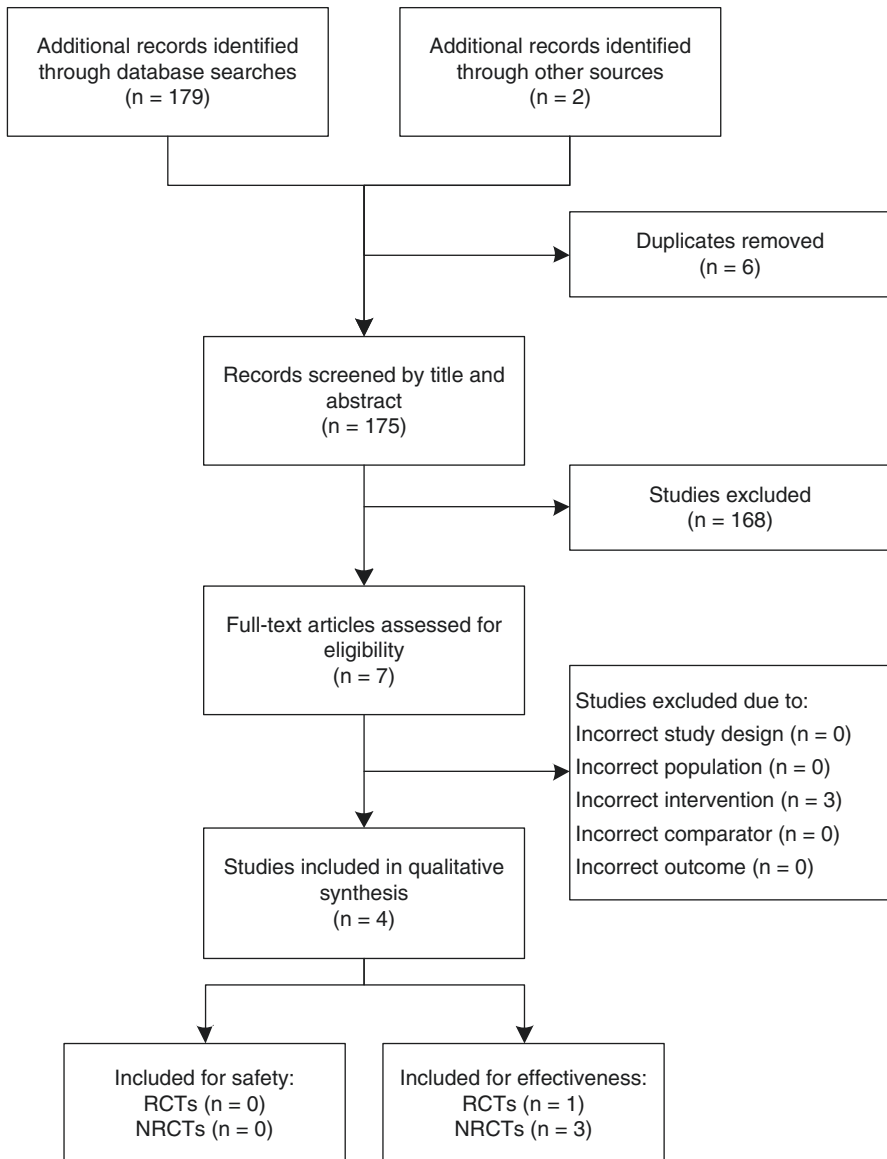 Additional records identified
through database searches
(n = 179)
Additional records identified
through other sources
(n = 2)
Duplicates removed
(n = 6)
Records screened by title and
abstract
(n = 175)
Studies excluded
(n = 168)
Full-text articles assessed for
eligibility
(n = 7)
Studies excluded due to:
Incorrect study design (n = 0)
Incorrect population (n = 0)
Incorrect intervention (n = 3)
Incorrect comparator (n = 0)
Incorrect outcome (n = 0)
Studies included in qualitative
synthesis
(n = 4)
Included for safety:
RCTs (n = 0)
NRCTs (n = 0)
Included for effectiveness:
RCTs (n = 1)
NRCTs (n = 3)